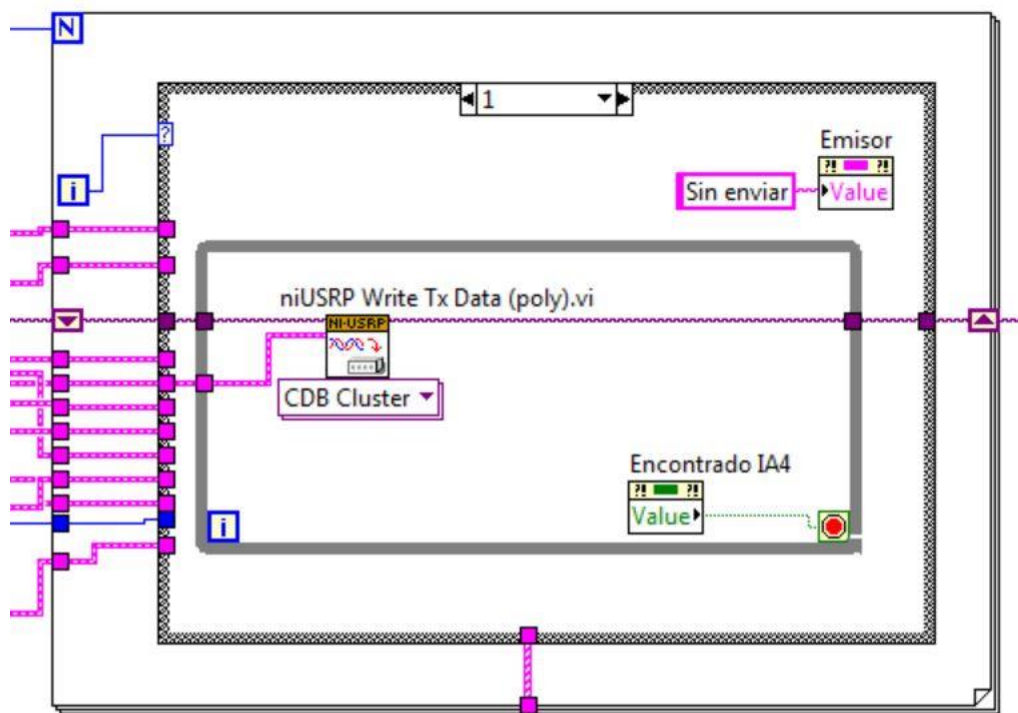 N
1
?
i
Emisor
?! ?!
Sin enviar
Value
niUSRP Write Tx Data (poly).vi
NI-USRP
CDB Cluster
Encontrado IA4
?! ?!
Value
i